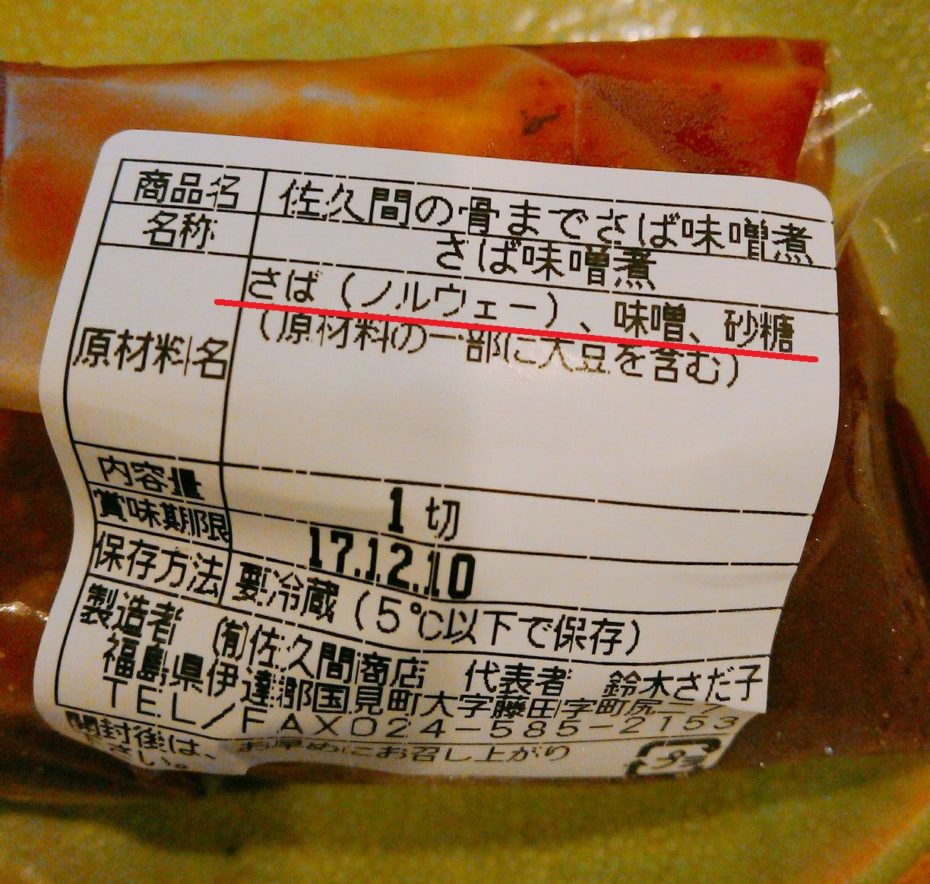 商品名 佐久間の骨までさば味噌煮
名称 さば味噌煮
原材料名 さば（ノルウェー）、味噌、砂糖
（原材料の一部に大豆を含む）
内容量 1切
賞味期限 17.12.10
保存方法 要冷蔵（5℃以下で保存）
製造者 ㈲佐久間商店 代表者 鈴木さだ子
福島県伊達郡国見町大字藤田字町尻二－7
TEL/FAX024-585-2153
開封後は、お早めにお召し上がり
ださい。
プラ